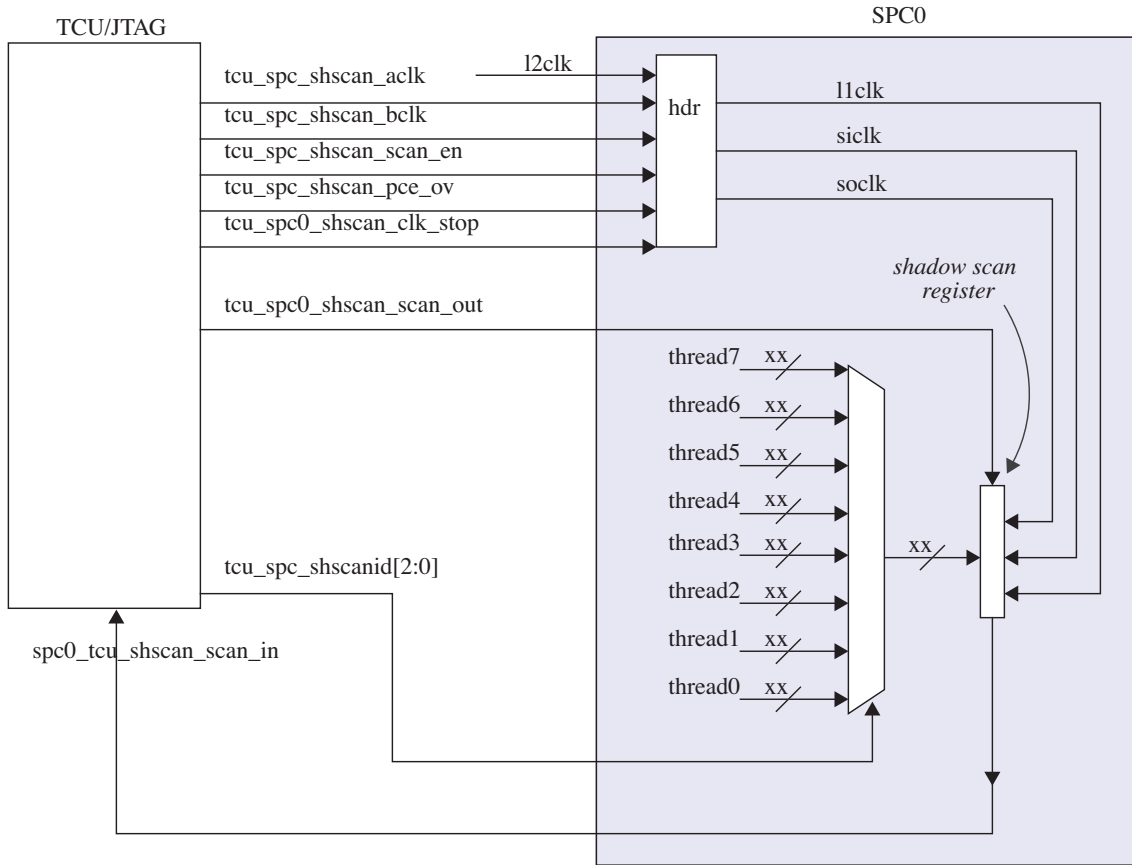 TCU/JTAG
SPC0
tcu_spc_shscan_aclk
l2clk
tcu_spc_shscan_bclk
tcu_spc_shscan_scan_en
tcu_spc_shscan_pce_ov
tcu_spc0_shscan_clk_stop
hdr
l1clk
siclk
soclk
shadow scan
register
tcu_spc0_shscan_scan_out
thread7 xx
thread6 xx
thread5 xx
thread4 xx
thread3 xx
thread2 xx
thread1 xx
thread0 xx
xx
tcu_spc_shscanid[2:0]
spc0_tcu_shscan_scan_in